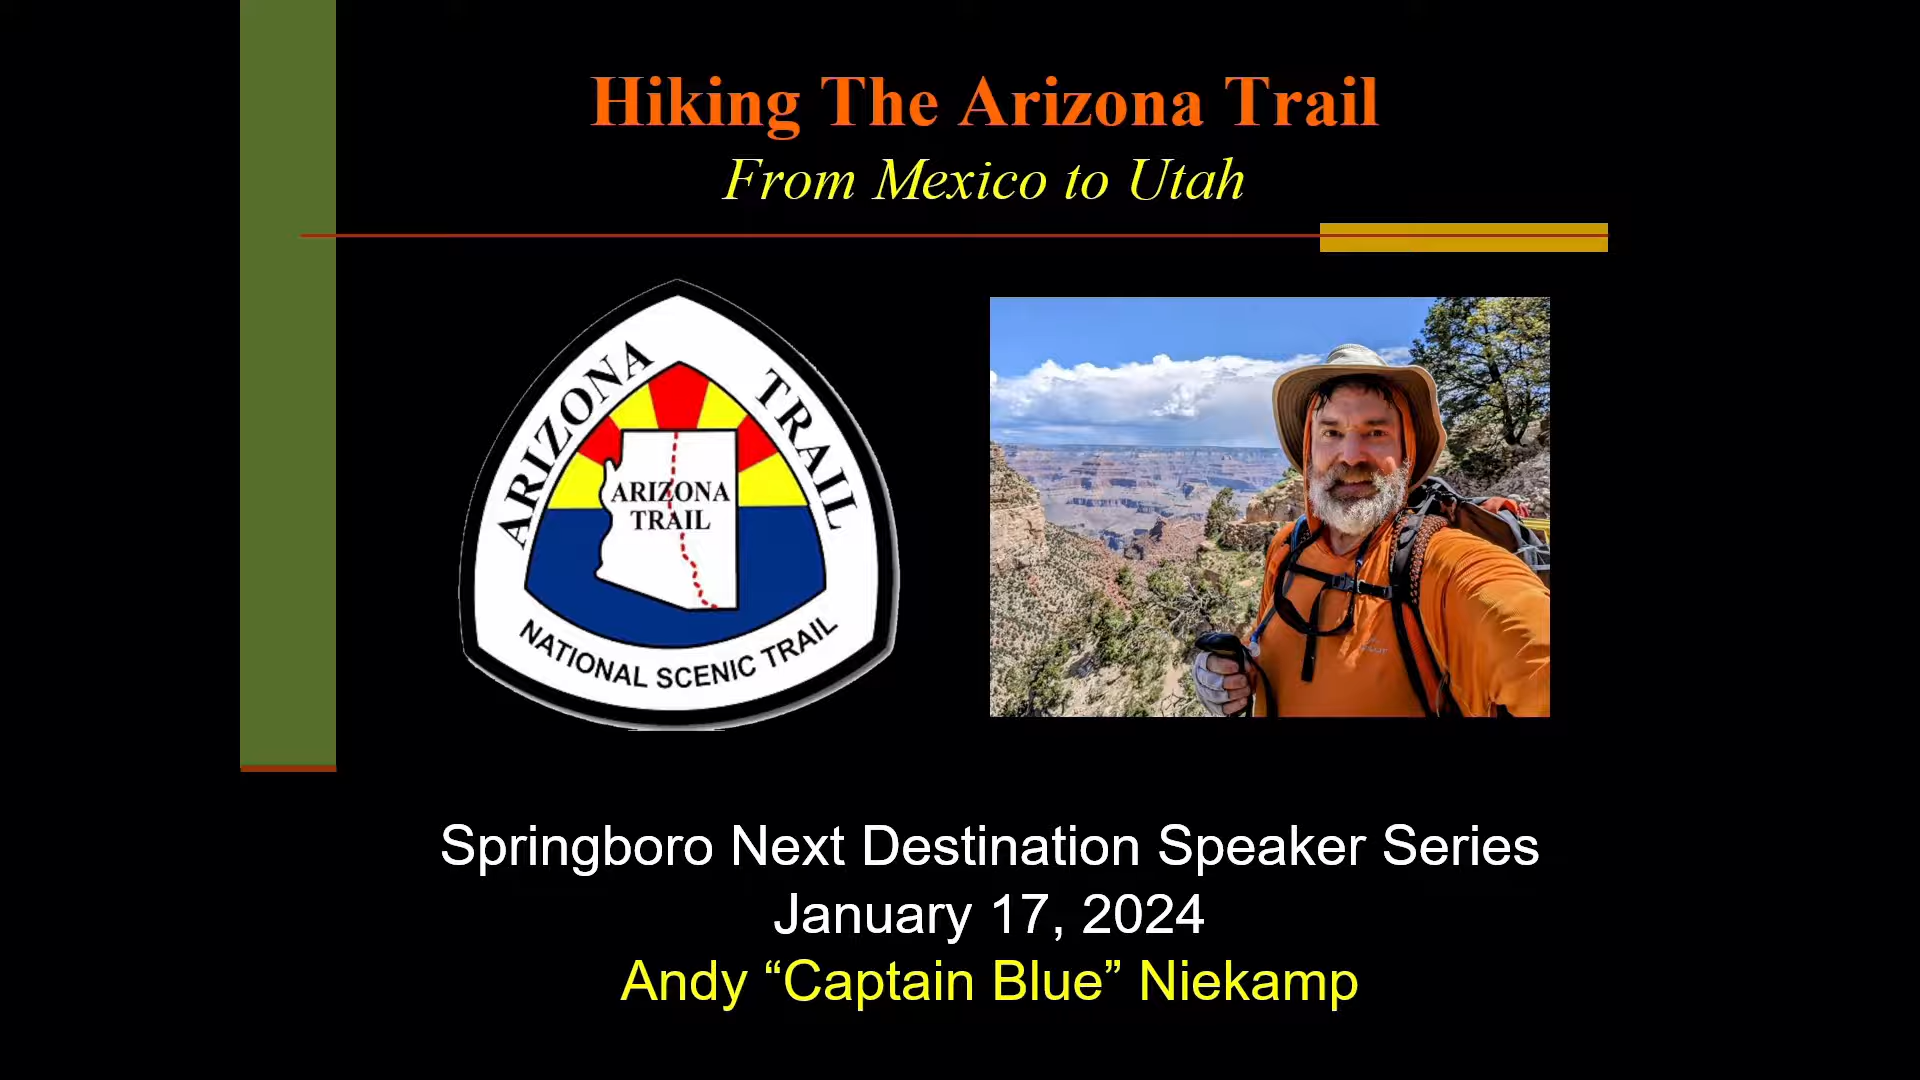 Hiking The Arizona Trail
From Mexico to Utah
ARIZONA TRAIL
ARIZONA
TRAIL
NATIONAL SCENIC TRAIL
Springboro Next Destination Speaker Series
January 17, 2024
Andy “Captain Blue” Niekamp